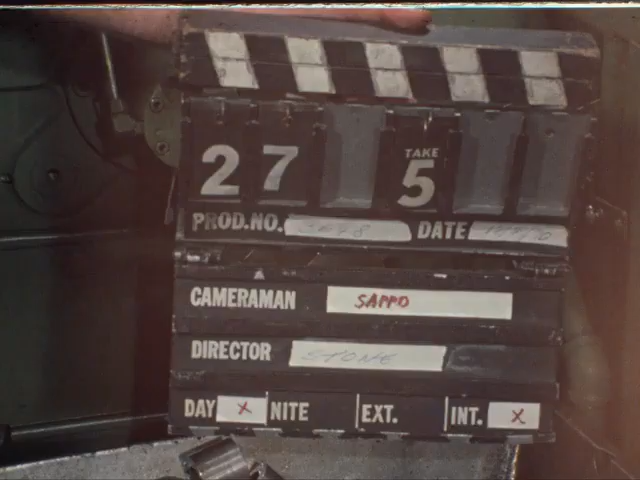 27 TAKE 5
PROD.NO. DATE
CAMERAMAN SAPPO
DIRECTOR STONE
DAY X NITE EXT. INT. X